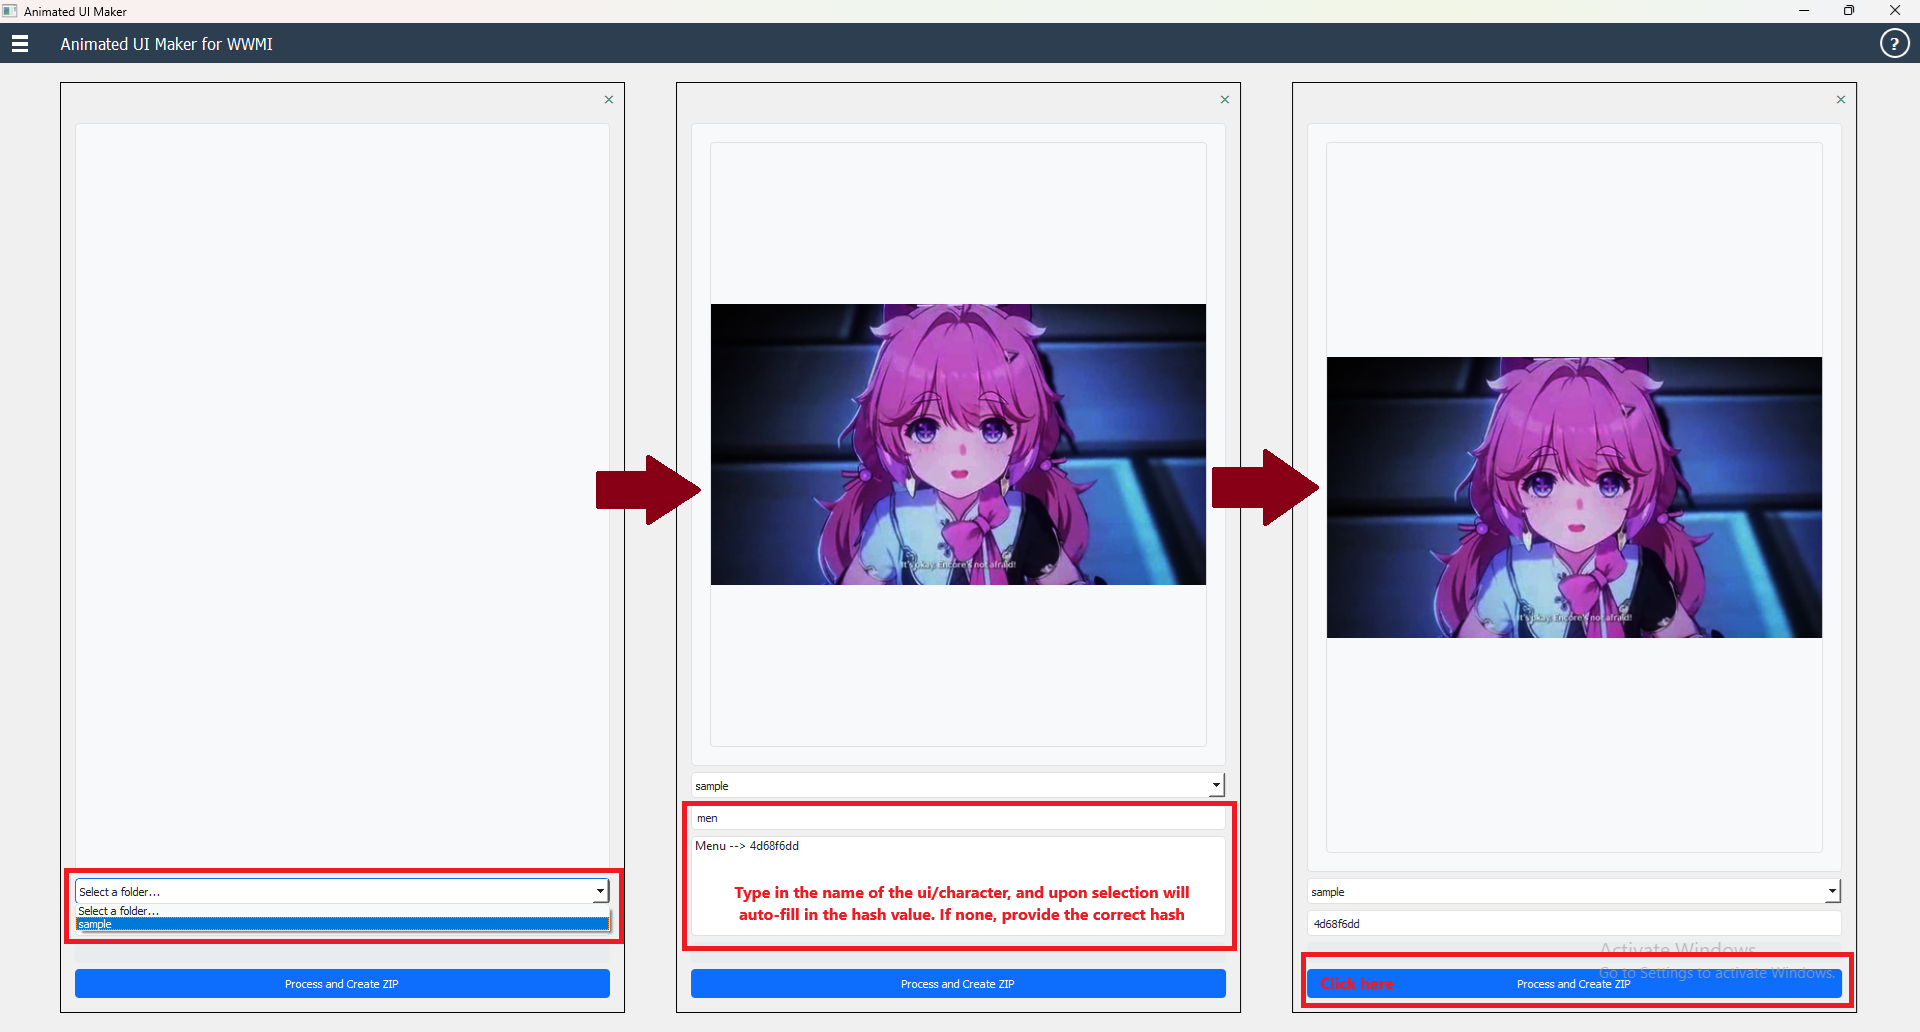 Animated UI Maker
Animated UI Maker for WWMI
?
Select a folder...
Select a folder...
sample
Process and Create ZIP
It's okay. Encore's not afraid!
sample
men
Menu --> 4d68f6dd
Type in the name of the ui/character, and upon selection will
auto-fill in the hash value. If none, provide the correct hash
Process and Create ZIP
It's okay. Encore's not afraid!
sample
4d68f6dd
Activate Windows
Go to Settings to activate Windows.
Click here
Process and Create ZIP